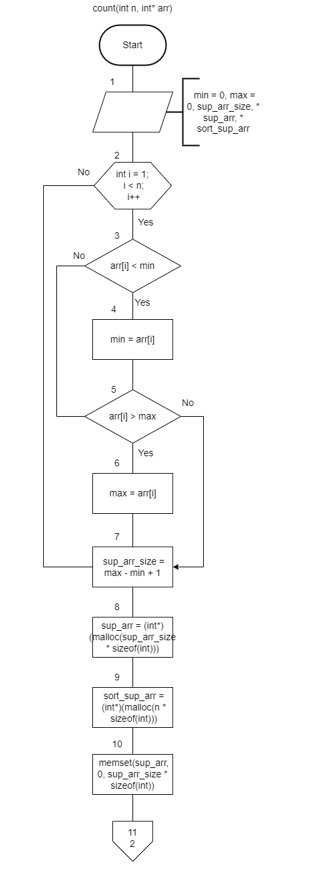 count(int n, int* arr)
Start
1
min = 0, max =
0, sup_arr_size, *
sup_arr, *
sort_sup_arr
2
No
int i = 1;
i < n;
i++
Yes
3
No
arr[i] < min
Yes
4
min = arr[i]
5
No
arr[i] > max
Yes
6
max = arr[i]
7
sup_arr_size =
max - min + 1
8
sup_arr = (int*)
(malloc(sup_arr_size
* sizeof(int)))
9
sort_sup_arr =
(int*)(malloc(n *
sizeof(int)))
10
memset(sup_arr,
0, sup_arr_size *
sizeof(int))
11
2